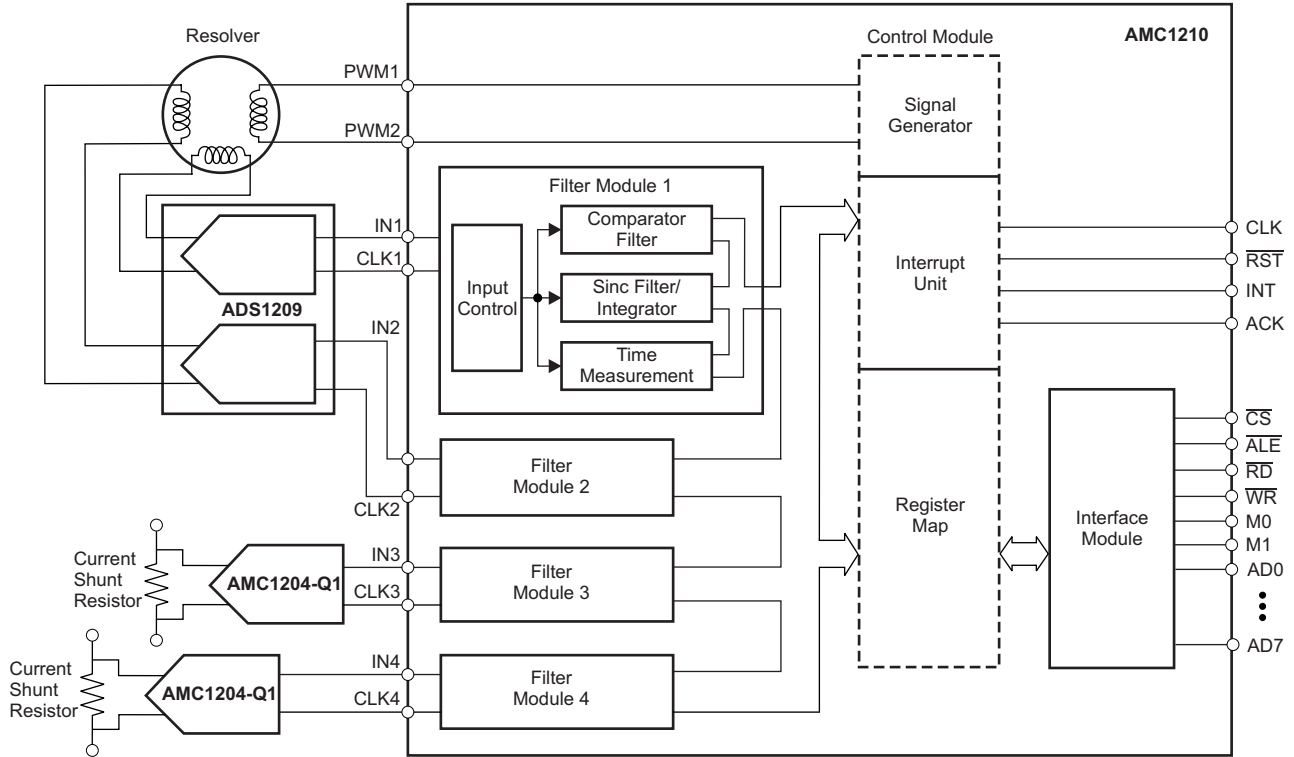 Resolver
PWM1
PWM2
Control Module
AMC1210
Signal
Generator
Filter Module 1
IN1
CLK1
Input
Control
Comparator
Filter
Sinc Filter/
Integrator
Time
Measurement
Interrupt
Unit
CLK
RST
INT
ACK
ADS1209
IN2
CLK2
Filter
Module 2
Register
Map
Interface
Module
CS
ALE
RD
WR
M0
M1
AD0
AD7
Current
Shunt
Resistor
AMC1204-Q1
IN3
CLK3
Filter
Module 3
Current
Shunt
Resistor
AMC1204-Q1
IN4
CLK4
Filter
Module 4